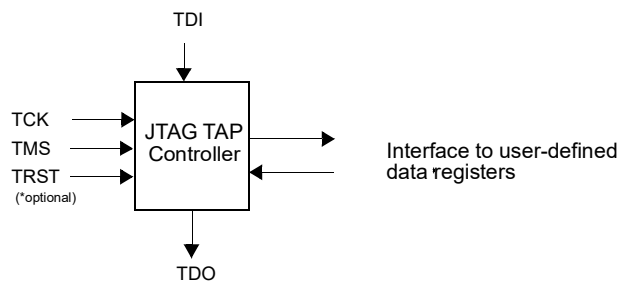 TDI
TCK
TMS
TRST
(*optional)
JTAG TAP
Controller
Interface to user-defined
data registers
TDO